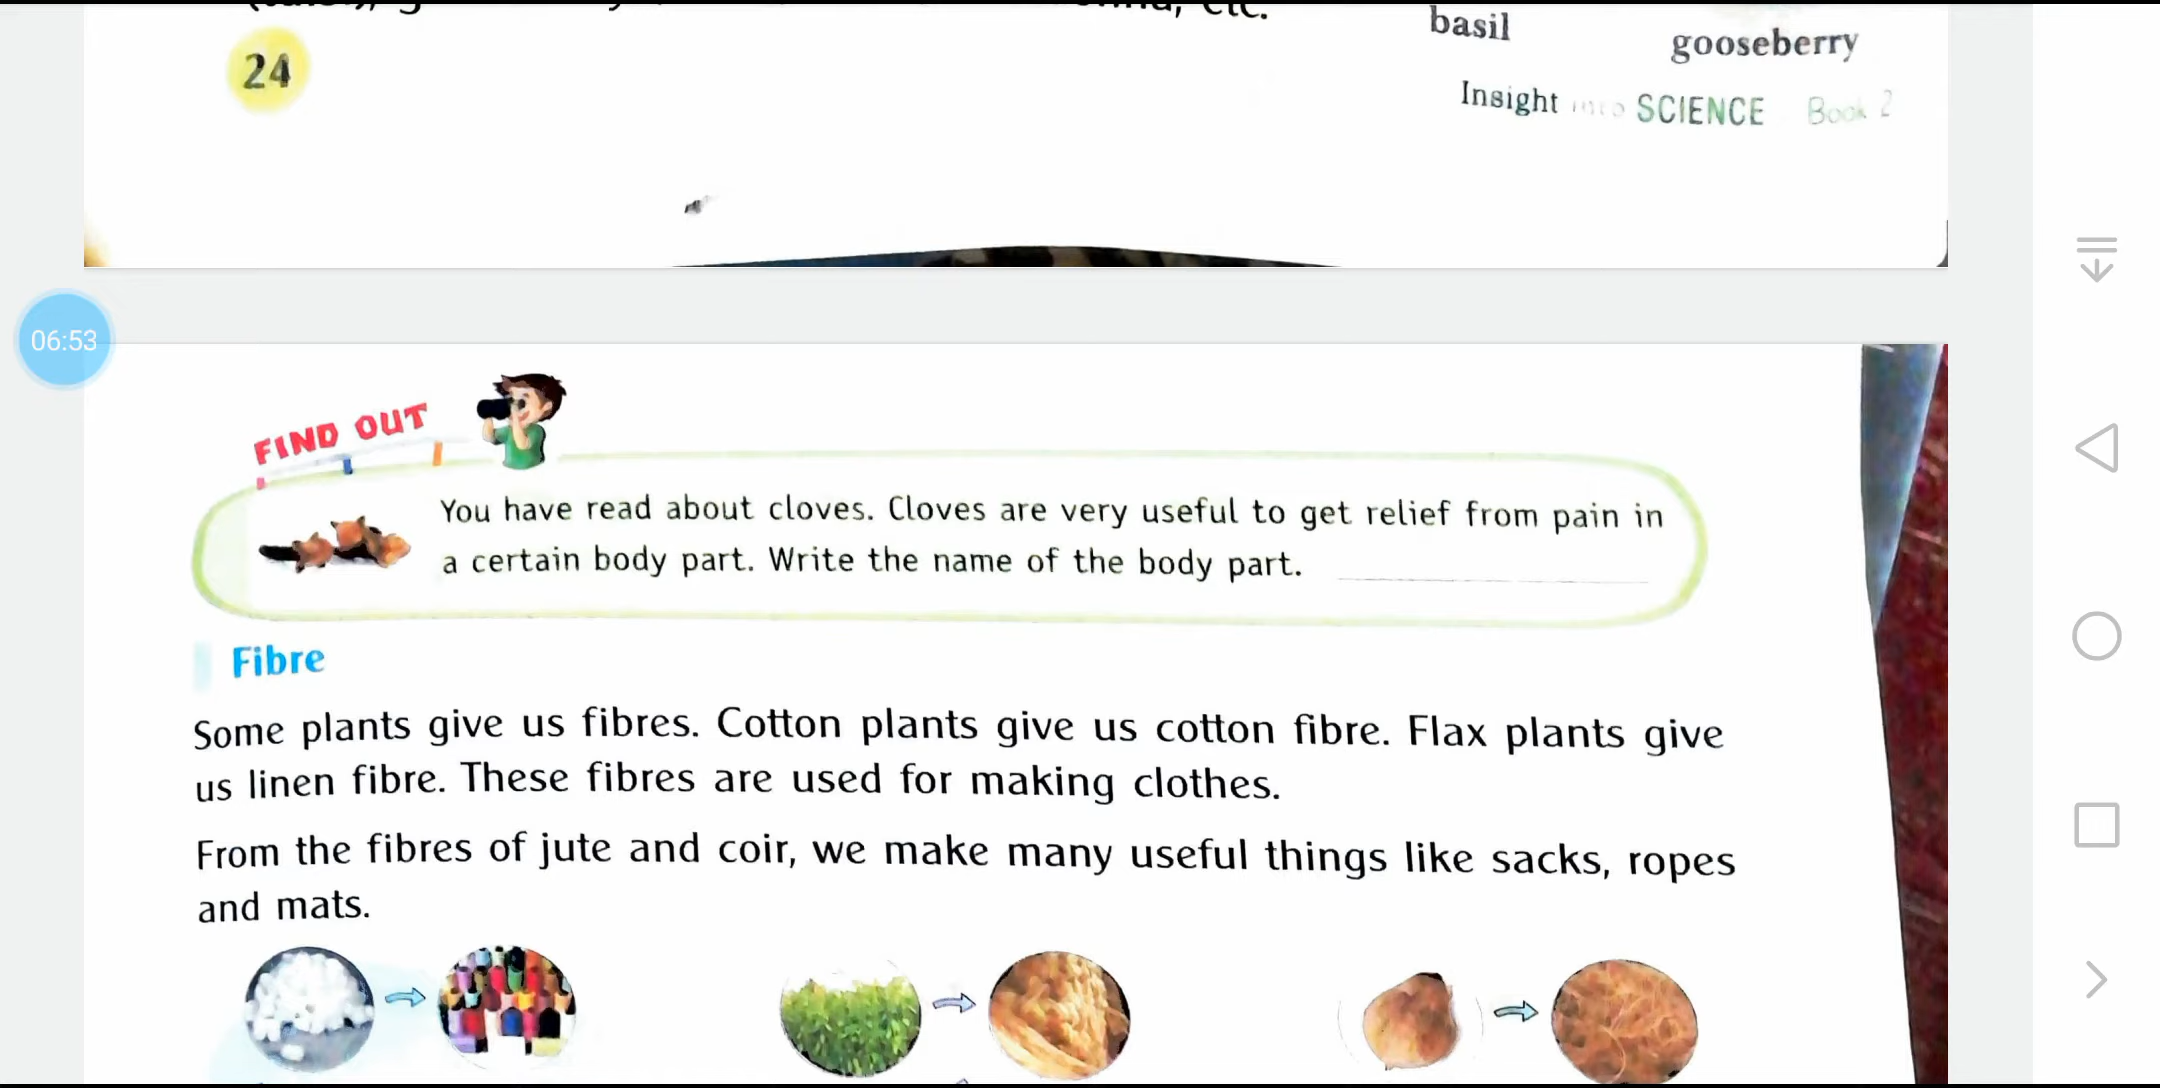 etc.
basil
gooseberry
24
Insight into SCIENCE Book 2
06:53
FIND OUT
You have read about cloves. Cloves are very useful to get relief from pain in
a certain body part. Write the name of the body part.
Fibre
Some plants give us fibres. Cotton plants give us cotton fibre. Flax plants give
us linen fibre. These fibres are used for making clothes.
From the fibres of jute and coir, we make many useful things like sacks, ropes
and mats.